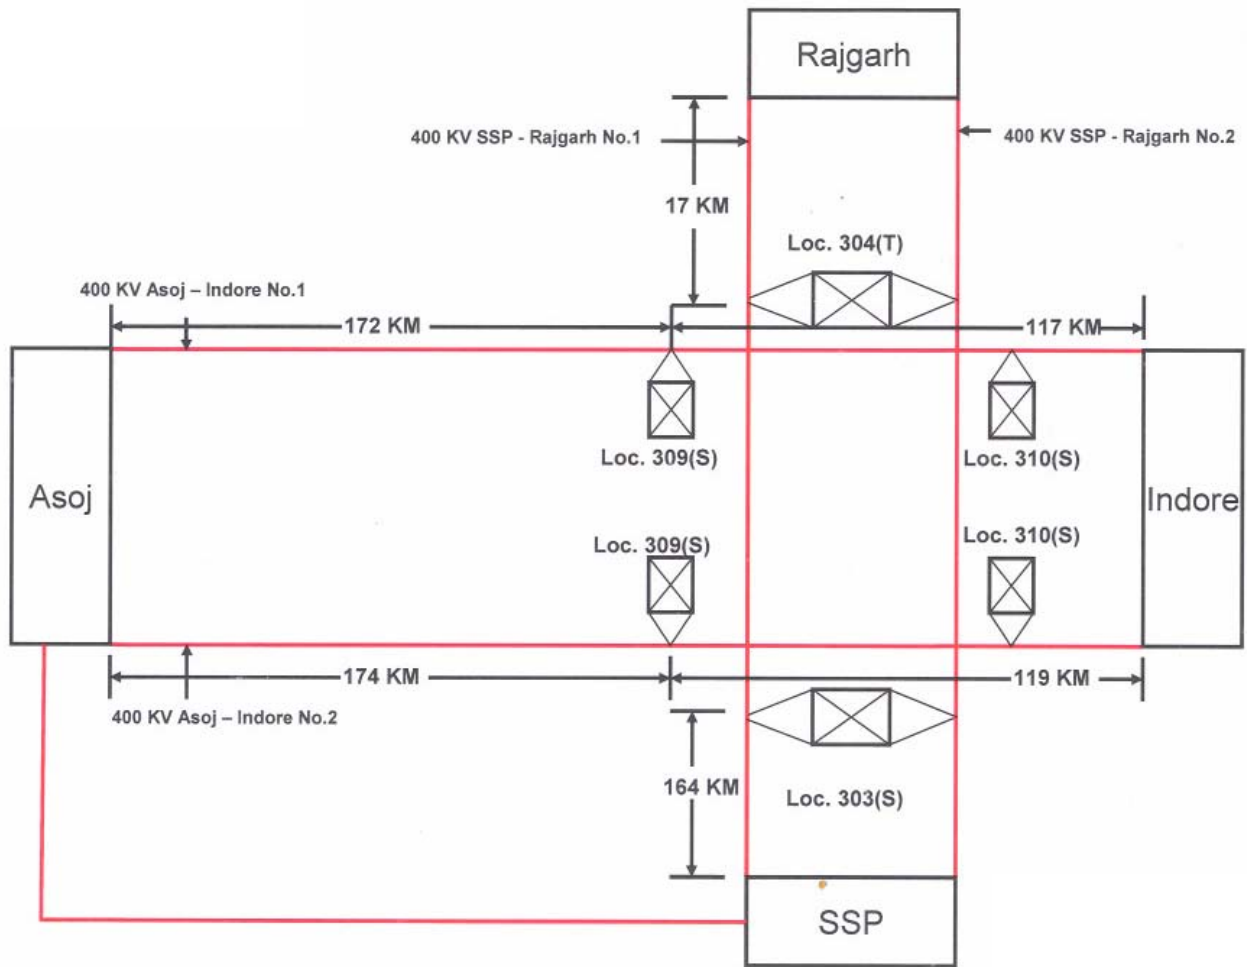 Rajgarh
400 KV SSP - Rajgarh No.1
400 KV SSP - Rajgarh No.2
17 KM
Loc. 304(T)
400 KV Asoj – Indore No.1
172 KM
117 KM
Loc. 309(S)
Loc. 310(S)
Asoj
Indore
Loc. 309(S)
Loc. 310(S)
174 KM
119 KM
400 KV Asoj – Indore No.2
164 KM
Loc. 303(S)
SSP